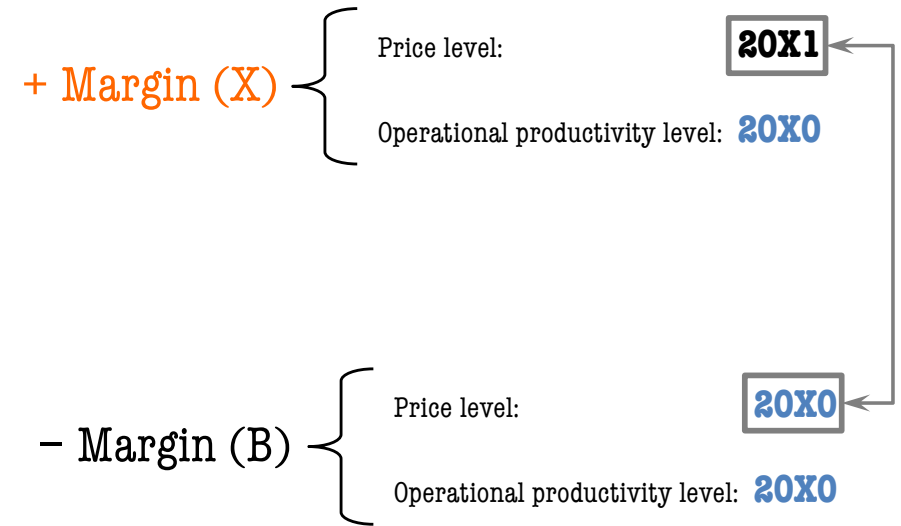 + Margin (X)
Price level: 20X1
Operational productivity level: 20X0
− Margin (B)
Price level: 20X0
Operational productivity level: 20X0